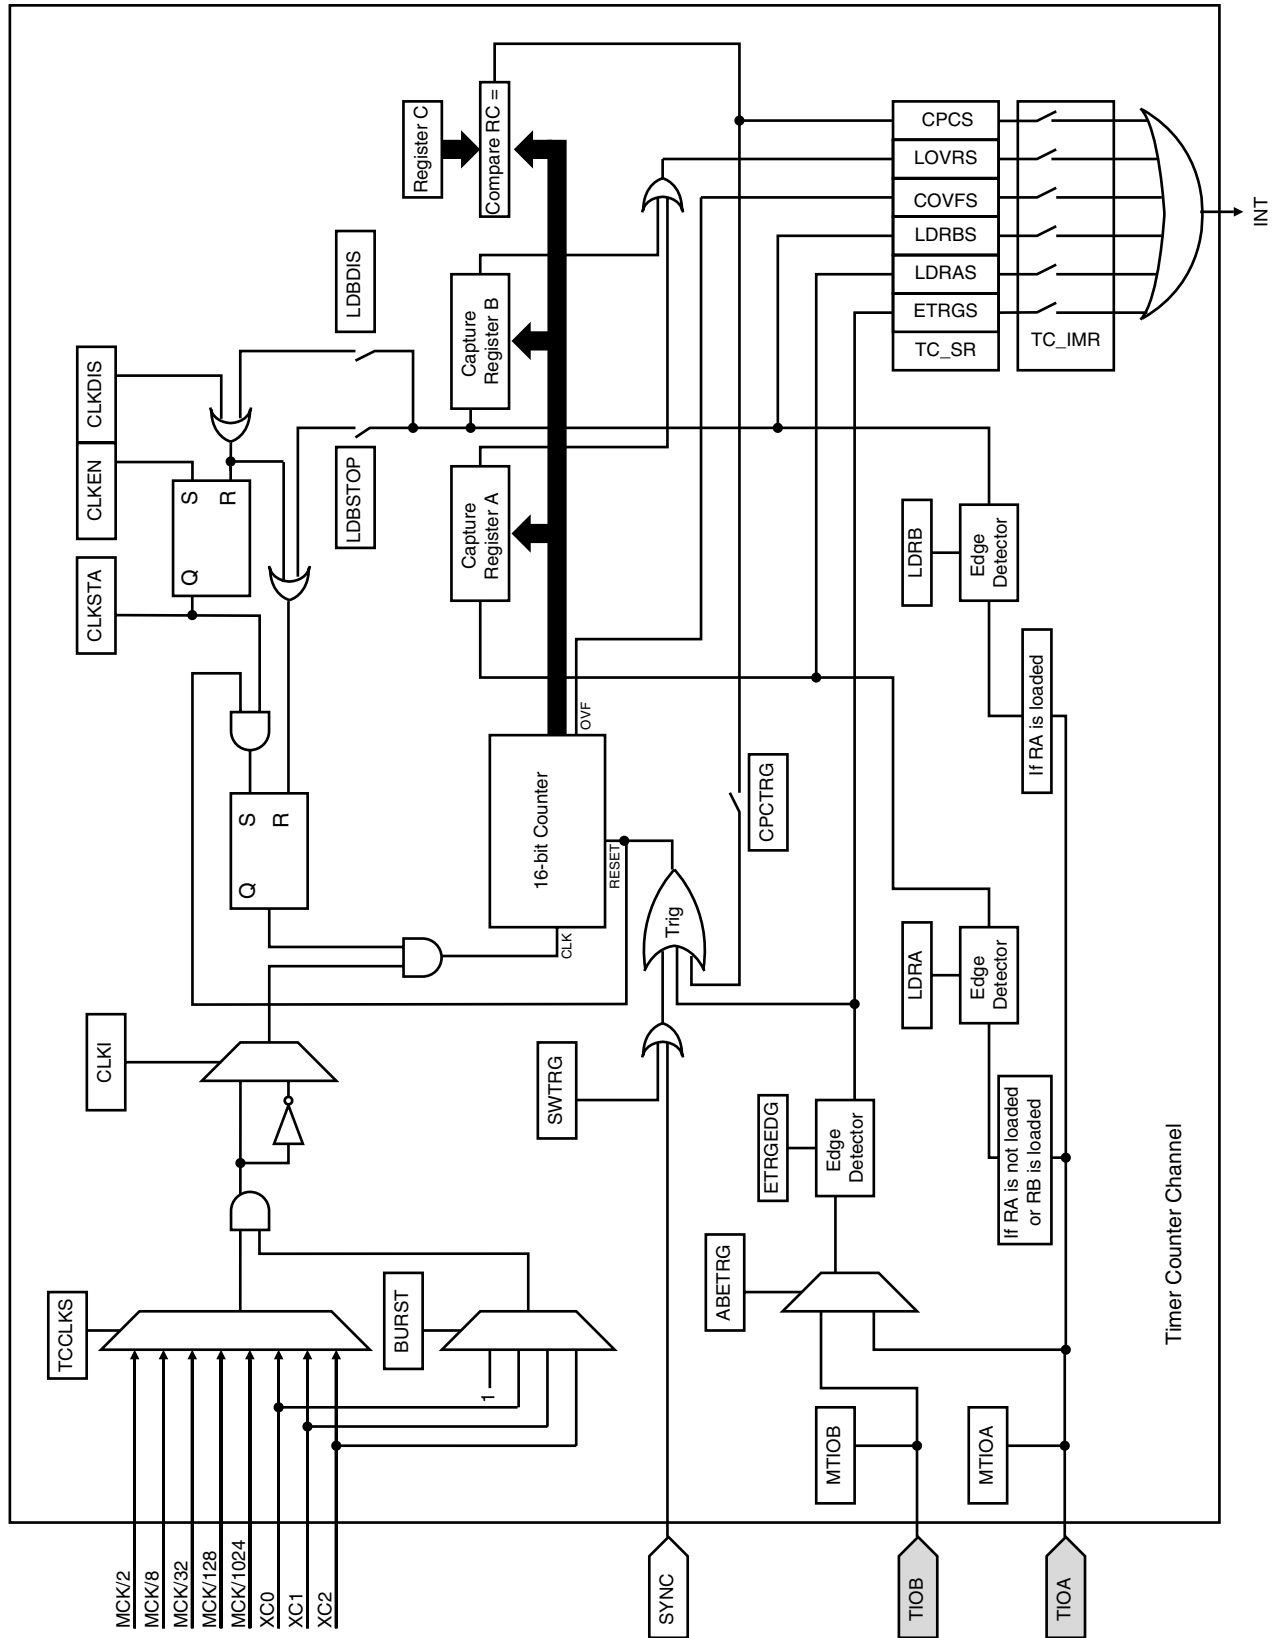 TCCLKS
MCK/2
MCK/8
MCK/32
MCK/128
MCK/1024
XC0
XC1
XC2
CLKI
CLKSTA
CLKEN
CLKDIS
Q
S
R
Q
S
R
BURST
1
LDBSTOP
LDBDIS
Register C
Capture
Register A
Capture
Register B
Compare RC =
16-bit Counter
CLK
OVF
RESET
SWTRG
Trig
SYNC
CPCTRG
ABETRG
ETRGEDG
Edge
Detector
MTIOB
TIOB
MTIOA
TIOA
If RA is not loaded
or RB is loaded
LDRA
Edge
Detector
If RA is loaded
LDRB
Edge
Detector
TC_SR
ETRGS
LDRAS
LDRBS
COVFS
LOVRS
CPCS
TC_IMR
INT
Timer Counter Channel